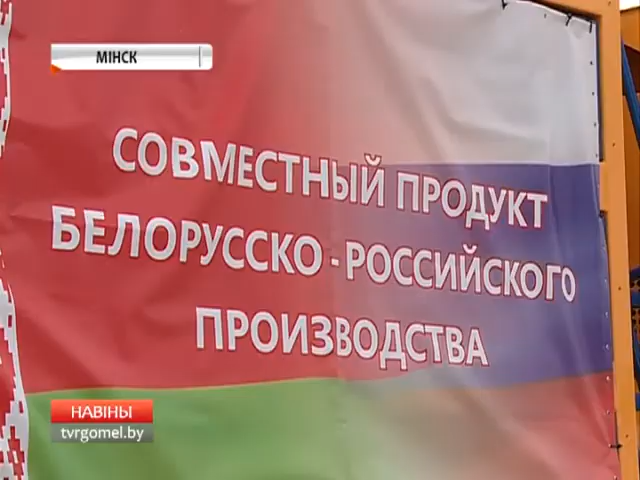 МІНСК
СОВМЕСТНЫЙ ПРОДУКТ
БЕЛОРУССКО-РОССИЙСКОГО
ПРОИЗВОДСТВА
НАВІНЫ
tvrgomel.by